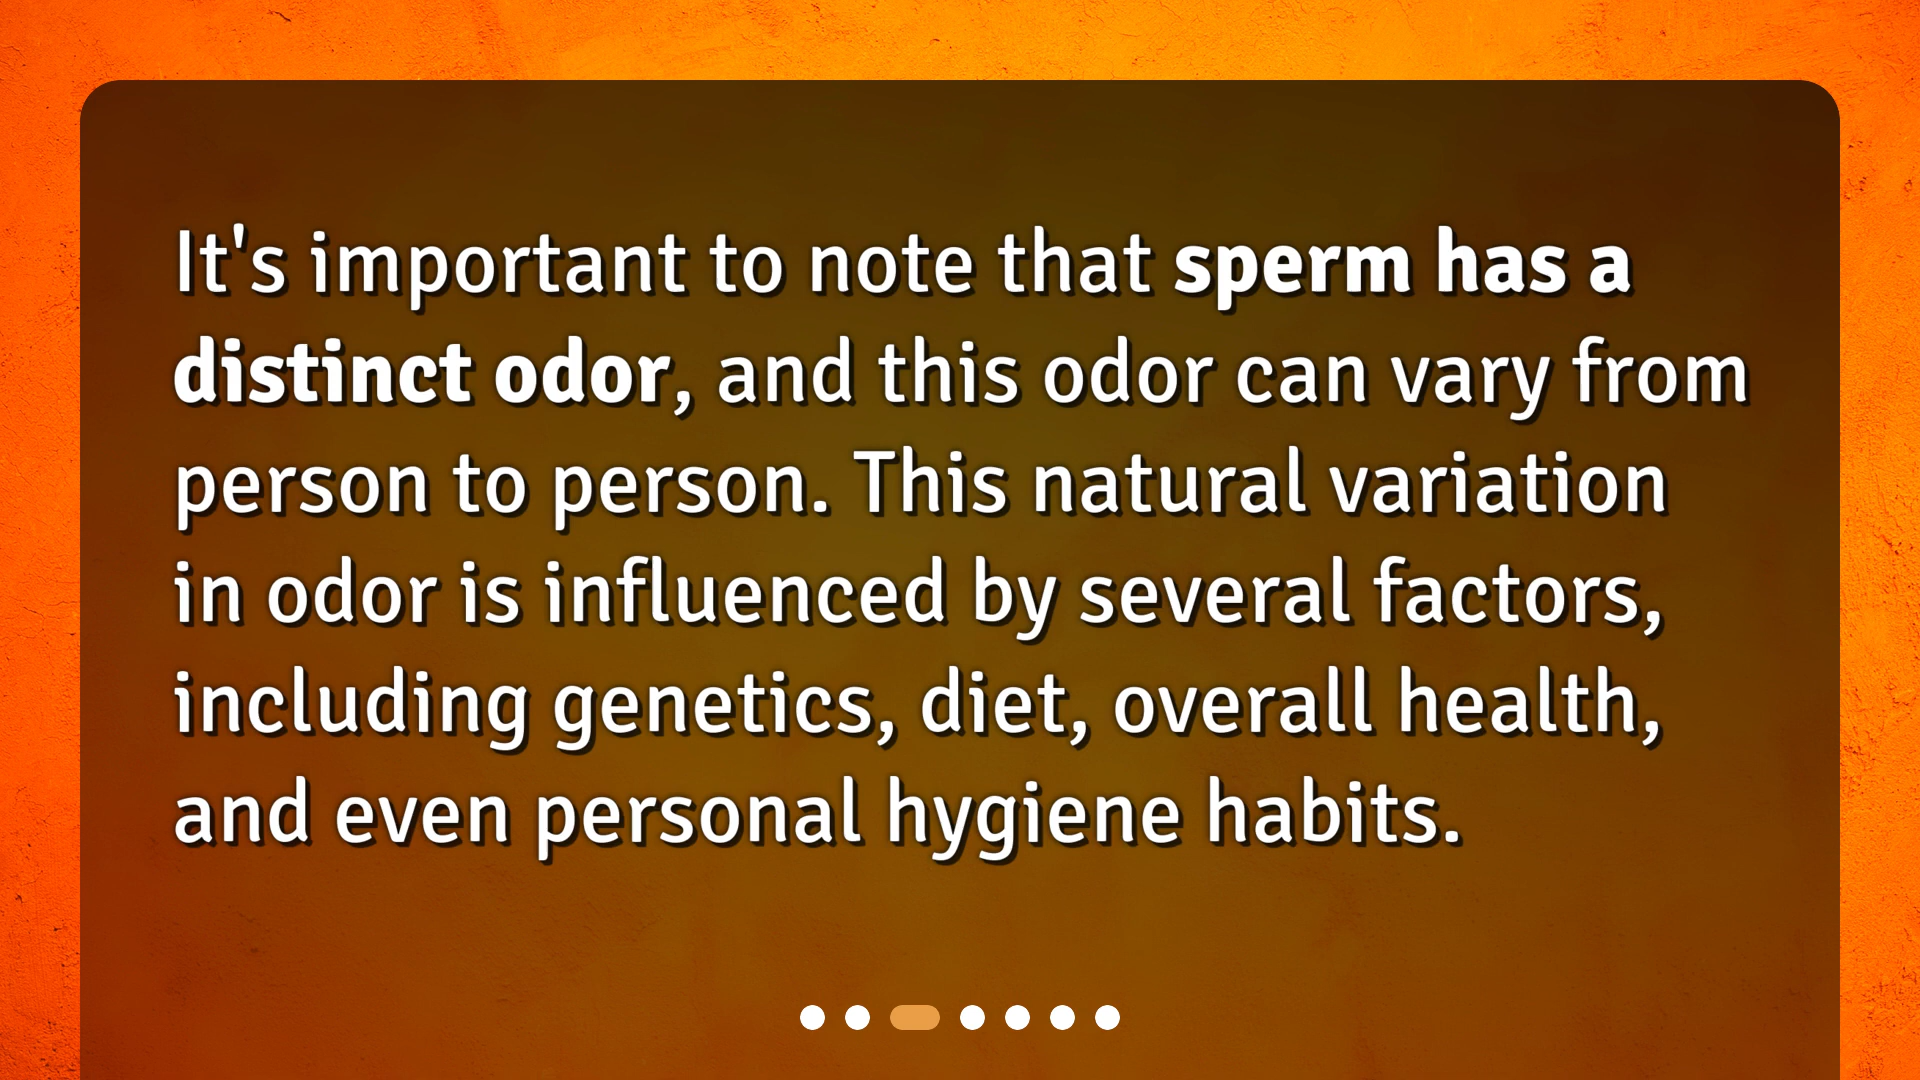 It's important to note that sperm has a
distinct odor, and this odor can vary from
person to person. This natural variation
in odor is influenced by several factors,
including genetics, diet, overall health,
and even personal hygiene habits.